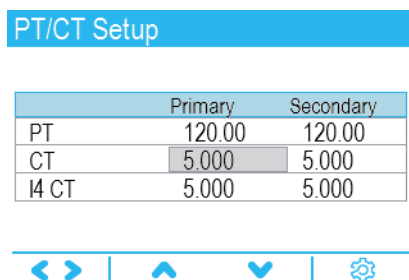 PT/CT Setup
Primary Secondary
PT 120.00 120.00
CT 5.000 5.000
I4 CT 5.000 5.000